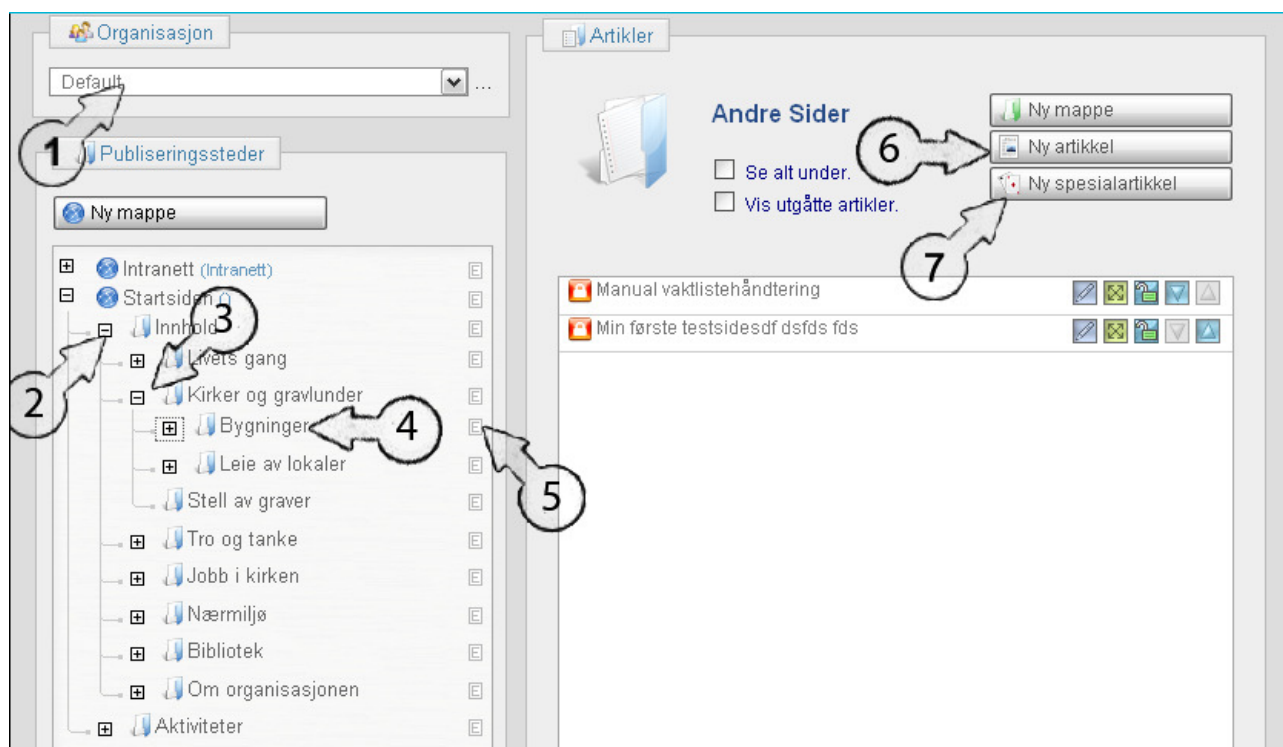 Organisasjon
Default
...
1
Publiseringssteder
Ny mappe
Intranett (Intranett)
E
Startsiden
E
Innhold
E
2
3
Livets gang
E
Kirker og gravlunder
E
Bygninger
4
E
5
Leie av lokaler
E
Stell av graver
E
Tro og tanke
E
Jobb i kirken
E
Nærmiljø
E
Bibliotek
E
Om organisasjonen
E
Aktiviteter
E
Artikler
Andre Sider
Se alt under.
Vis utgåtte artikler.
Ny mappe
6
Ny artikkel
Ny spesialartikkel
7
Manual vaktlistehåndtering
Min første testsidesdf dsfds fds